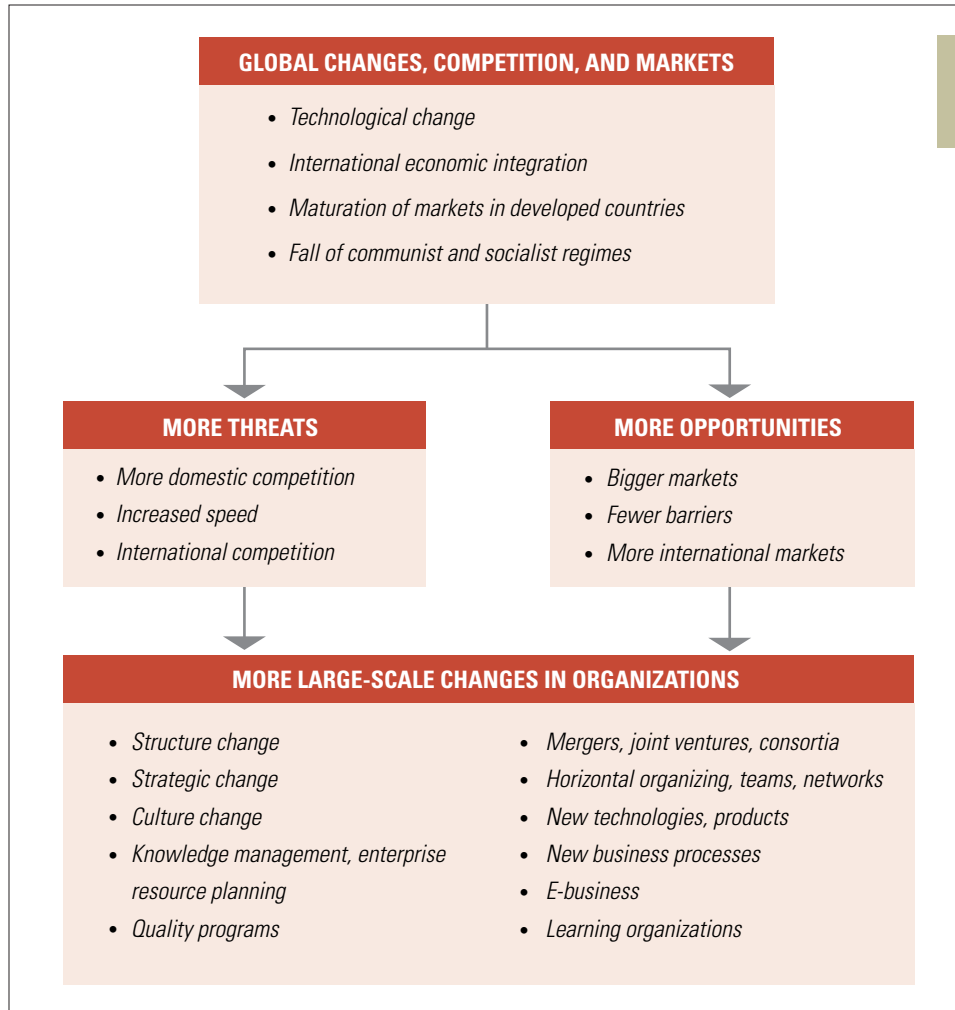 GLOBAL CHANGES, COMPETITION, AND MARKETS
• Technological change
• International economic integration
• Maturation of markets in developed countries
• Fall of communist and socialist regimes
MORE THREATS
• More domestic competition
• Increased speed
• International competition
MORE OPPORTUNITIES
• Bigger markets
• Fewer barriers
• More international markets
MORE LARGE-SCALE CHANGES IN ORGANIZATIONS
• Structure change
• Strategic change
• Culture change
• Knowledge management, enterprise
resource planning
• Quality programs
• Mergers, joint ventures, consortia
• Horizontal organizing, teams, networks
• New technologies, products
• New business processes
• E-business
• Learning organizations